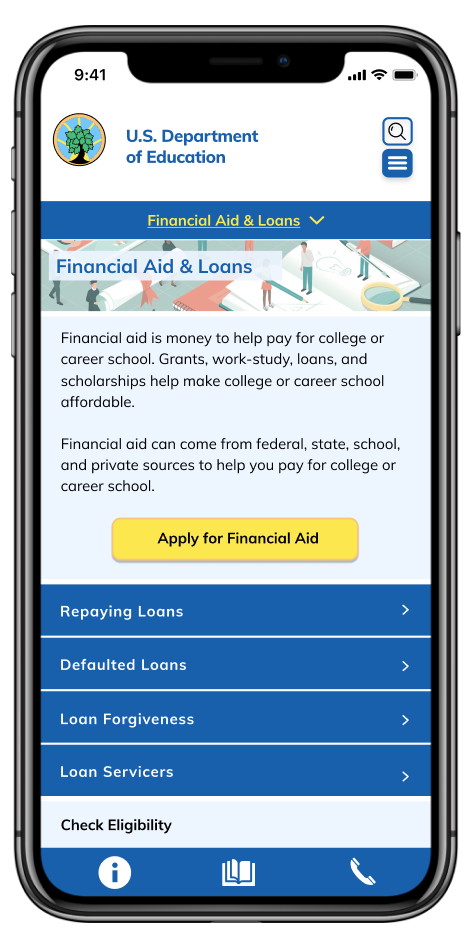 9:41
U.S. Department
of Education
Financial Aid & Loans
Financial Aid & Loans
Financial aid is money to help pay for college or
career school. Grants, work-study, loans, and
scholarships help make college or career school
affordable.
Financial aid can come from federal, state, school,
and private sources to help you pay for college or
career school.
Apply for Financial Aid
Repaying Loans
Defaulted Loans
Loan Forgiveness
Loan Servicers
Check Eligibility